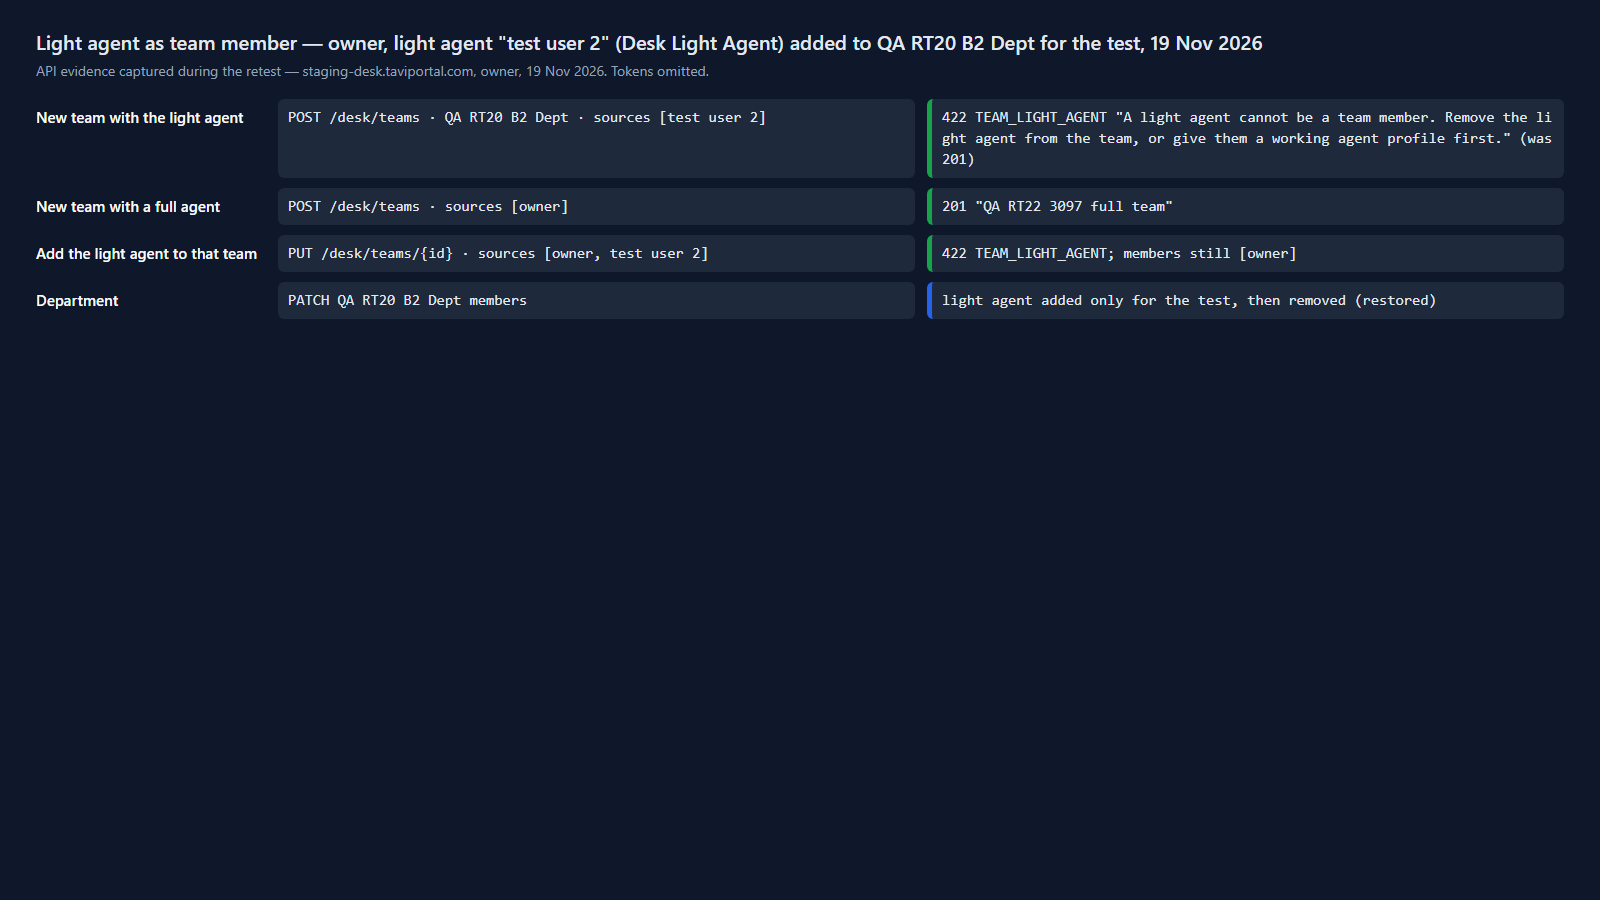 Light agent as team member — owner, light agent "test user 2" (Desk Light Agent) added to QA RT20 B2 Dept for the test, 19 Nov 2026
API evidence captured during the retest — staging-desk.taviportal.com, owner, 19 Nov 2026. Tokens omitted.
New team with the light agent
POST /desk/teams · QA RT20 B2 Dept · sources [test user 2]
422 TEAM_LIGHT_AGENT "A light agent cannot be a team member. Remove the li
ght agent from the team, or give them a working agent profile first." (was
201)
New team with a full agent
POST /desk/teams · sources [owner]
201 "QA RT22 3097 full team"
Add the light agent to that team
PUT /desk/teams/{id} · sources [owner, test user 2]
422 TEAM_LIGHT_AGENT; members still [owner]
Department
PATCH QA RT20 B2 Dept members
light agent added only for the test, then removed (restored)